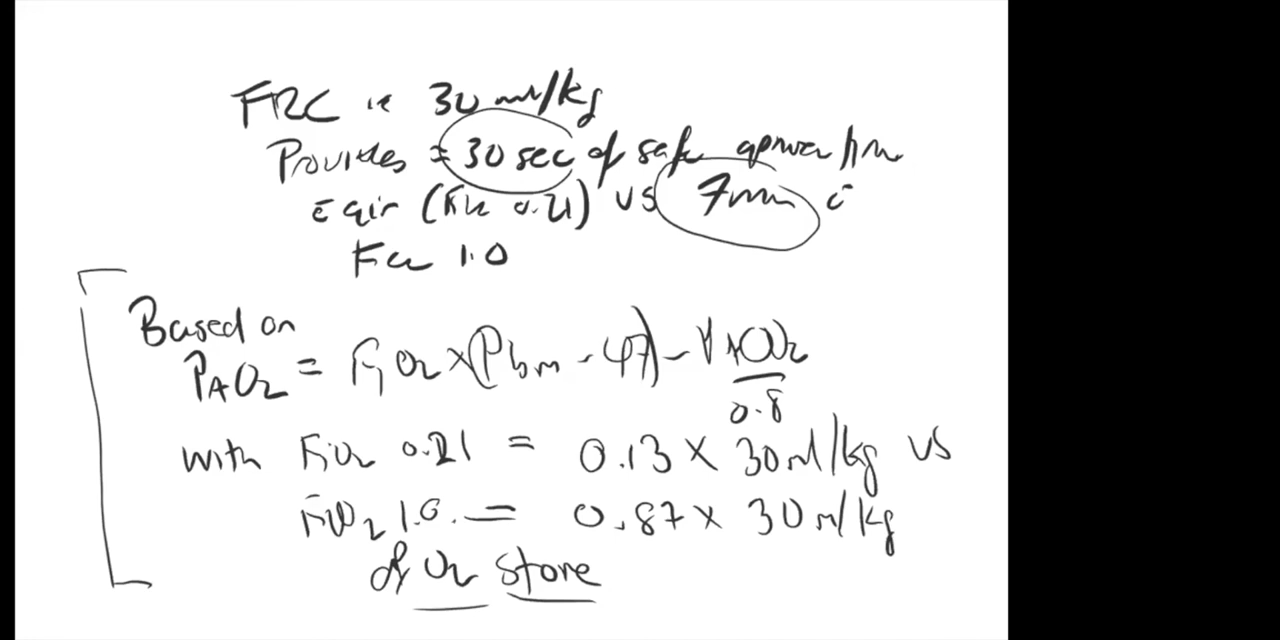 FRC is 30 ml/kg
Provides = 30 sec of safe apnoea time
c̄ air (FiO2 0.21) vs 7 min c̄
FiO2 1.0
Based on
PAO2 = FiO2 x (Pbm - 47) - PACO2
0.8
with FiO2 0.21 = 0.13 x 30 ml/kg vs
FiO2 1.0. = 0.87 x 30 ml/kg
of O2 store